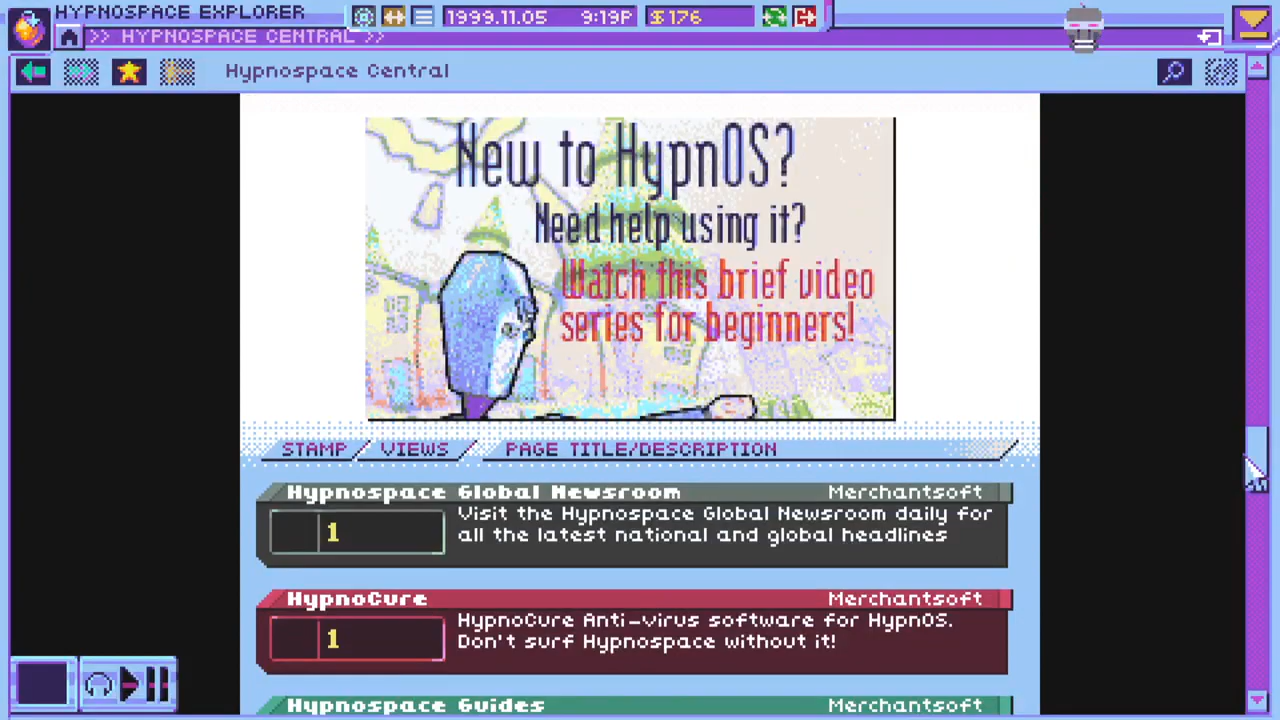 HYPNOSPACE EXPLORER
1999.11.05 9:19P 176
>> HYPNOSPACE CENTRAL >>
Hypnospace Central
New to HypnOS?
Need help using it?
Watch this brief video
series for beginners!
STAMP VIEWS PAGE TITLE/DESCRIPTION
Hypnospace Global Newsroom Merchantsoft
1
Visit the Hypnospace Global Newsroom daily for
all the latest national and global headlines
HypnoCure Merchantsoft
1
HypnoCure Anti-virus software for HypnOS.
Don't surf Hypnospace without it!
Hypnospace Guides Merchantsoft